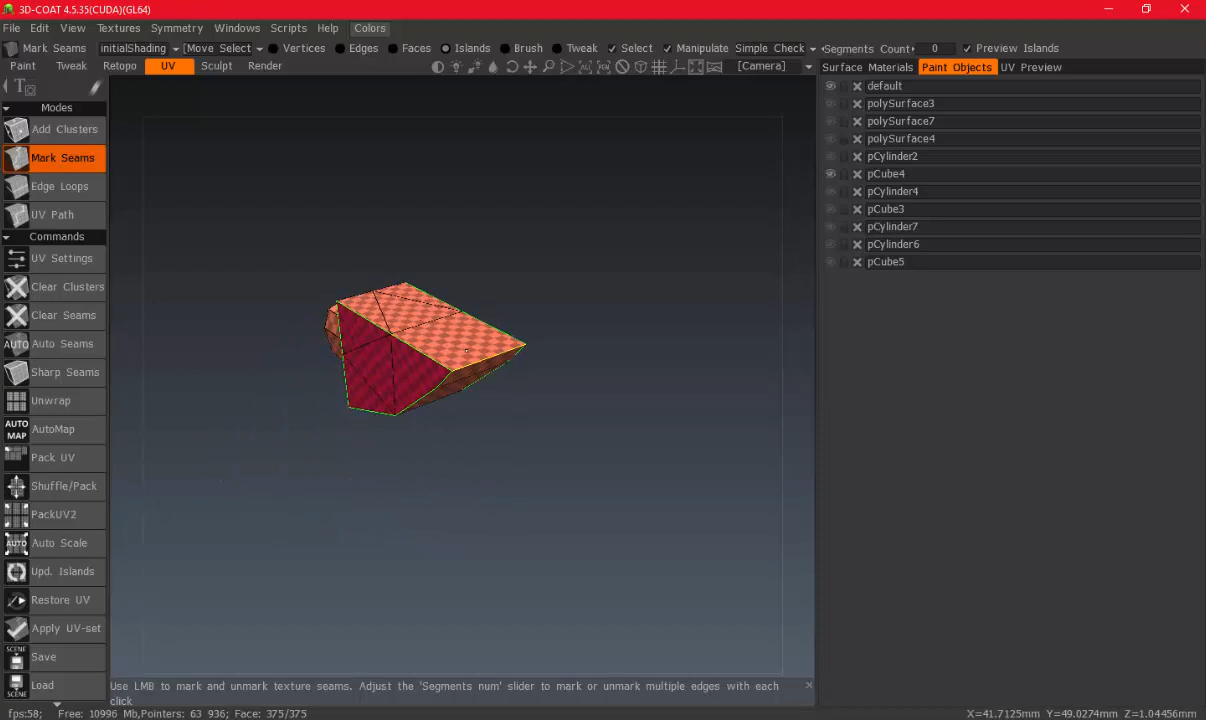 3D-COAT 4.5.35(CUDA)(GL64)
File Edit View Textures Symmetry Windows Scripts Help Colors
Mark Seams initialShading [Move Select Vertices Edges Faces Islands Brush Tweak Select Manipulate Simple Check Segments Count 0 Preview Islands
Paint Tweak Retopo UV Sculpt Render [Camera] Surface Materials Paint Objects UV Preview
Modes
Add Clusters
Mark Seams
Edge Loops
UV Path
Commands
UV Settings
Clear Clusters
Clear Seams
AUTO Auto Seams
Sharp Seams
Unwrap
AUTO MAP AutoMap
Pack UV
Shuffle/Pack
PackUV2
AUTO Auto Scale
Upd. Islands
Restore UV
Apply UV-set
SCENE Save
Load
SCENE
default
polySurface3
polySurface7
polySurface4
pCylinder2
pCube4
pCylinder4
pCube3
pCylinder7
pCylinder6
pCube5
Use LMB to mark and unmark texture seams. Adjust the 'Segments num' slider to mark or unmark multiple edges with each
click
fps:58; Free: 10996 Mb,Pointers: 63 936; Face: 375/375 X=41.7125mm Y=49.0274mm Z=1.04456mm